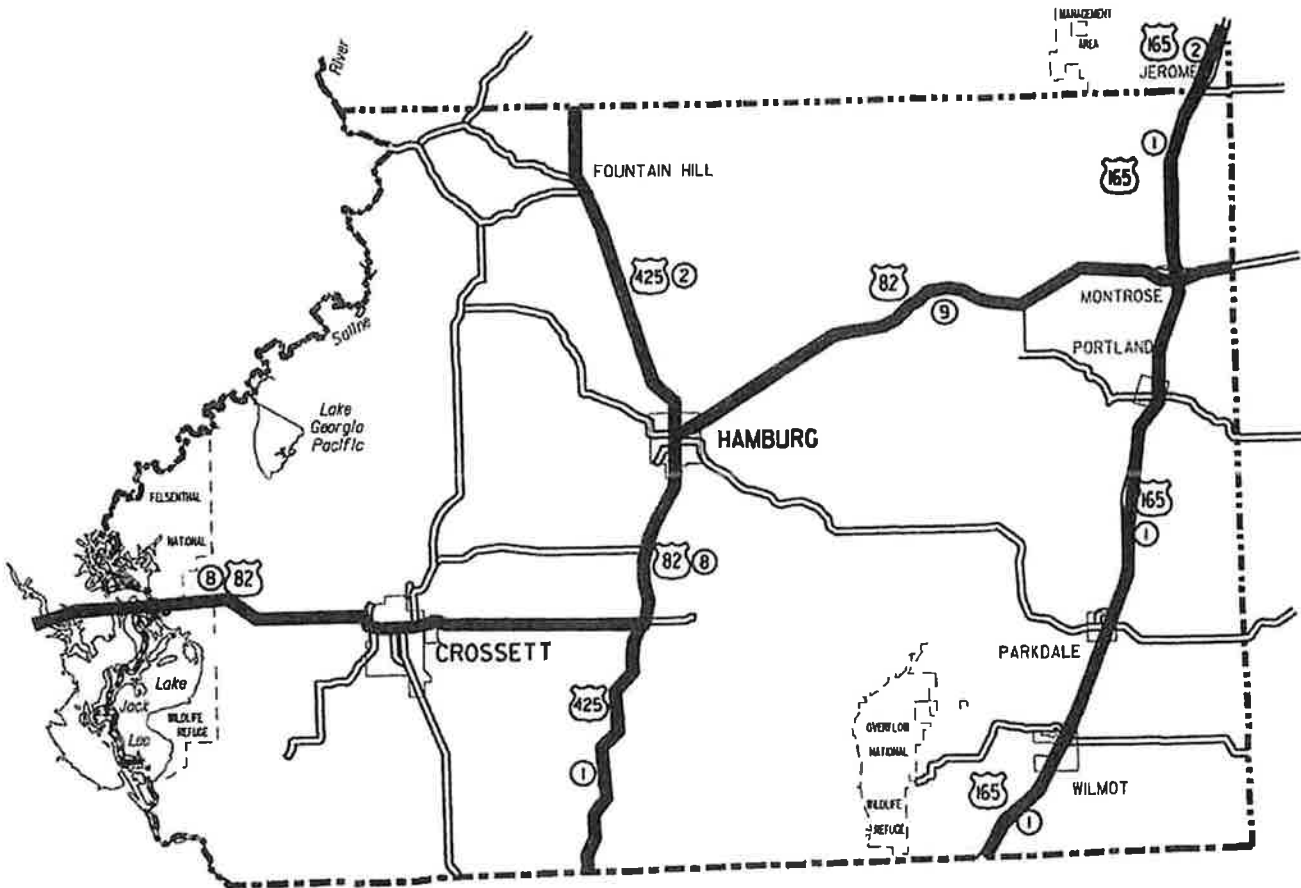 MANAGEMENT
AREA
165
2
JEROME
River
1
165
FOUNTAIN HILL
425
2
82
9
MONTROSE
PORTLAND
Saline
Lake
Georgia
Pacific
HAMBURG
FELSENTHAL
NATIONAL
165
1
82
8
8
82
CROSSETT
PARKDALE
Lake
Jack
Lee
WILDLIFE
REFUGE
425
1
OVERFLOW
NATIONAL
WILDLIFE
REFUGE
165
1
WILMOT